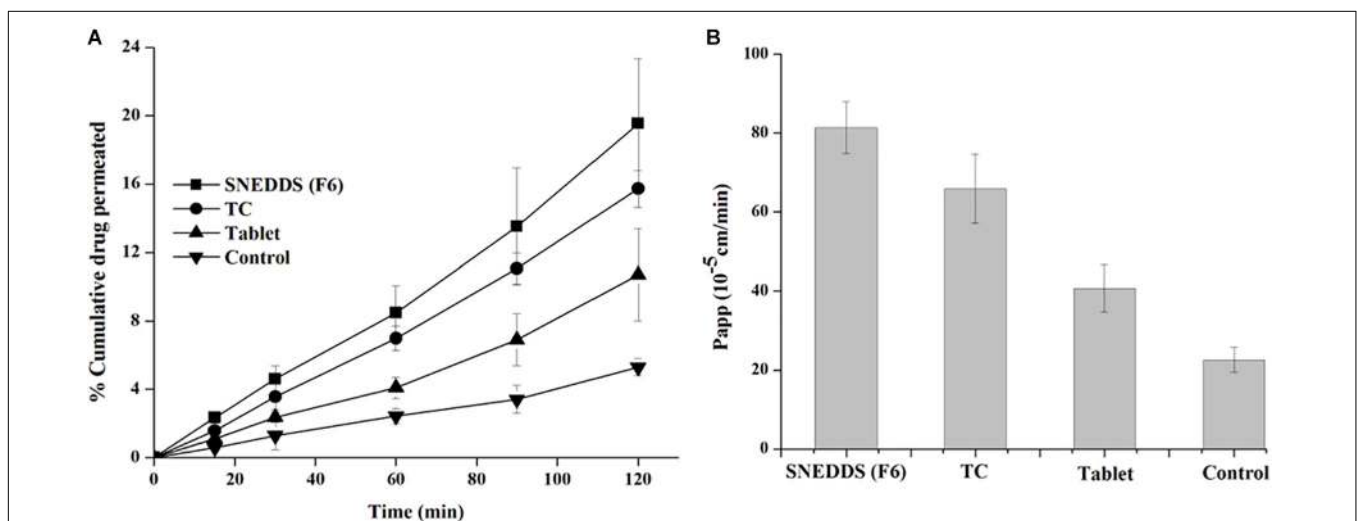 A
24
20
16
12
8
4
0
% Cumulative drug permeated
SNEDDS (F6)
TC
Tablet
Control
0 20 40 60 80 100 120
Time (min)
B
100
80
60
40
20
0
Papp (10⁻⁵cm/min)
SNEDDS (F6) TC Tablet Control